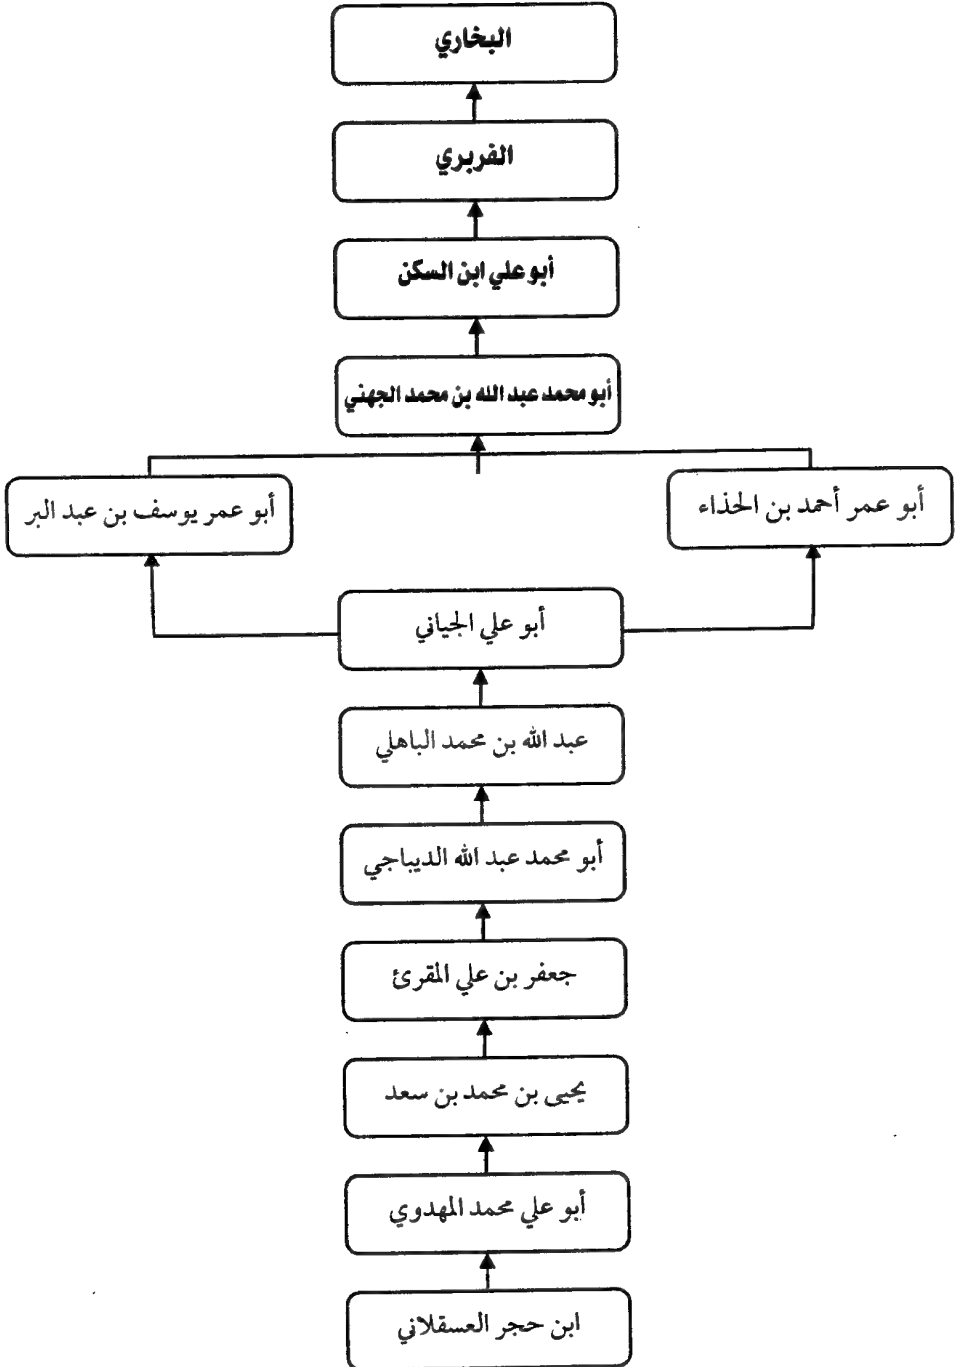 البخاري
الفربري
أبو علي ابن السكن
أبو محمد عبد الله بن محمد الجهني
أبو عمر أحمد بن الحذاء
أبو عمر يوسف بن عبد البر
أبو علي الجياني
عبد الله بن محمد الباهلي
أبو محمد عبد الله الديباجي
جعفر بن علي المقرئ
يحيى بن محمد بن سعد
أبو علي محمد المهدوي
ابن حجر العسقلاني